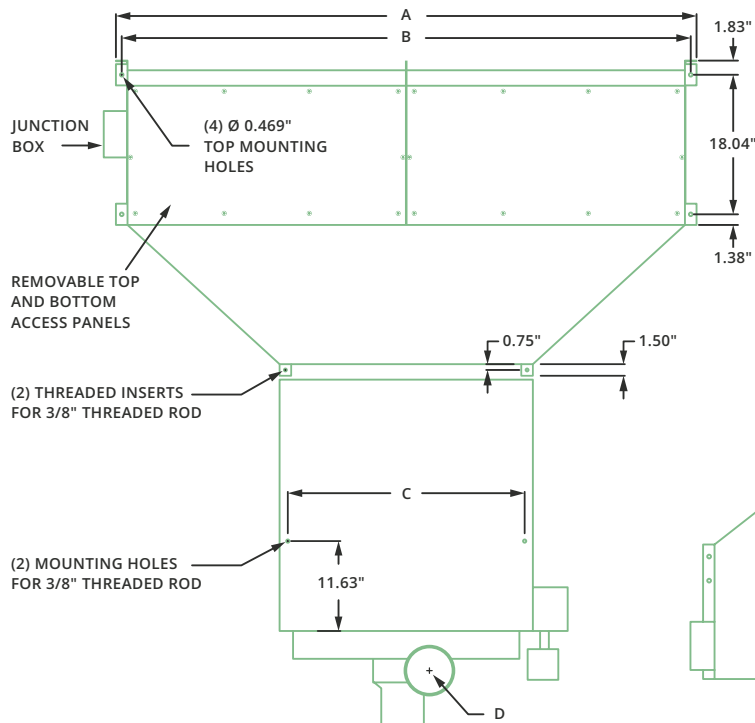 A
B
1.83"
JUNCTION
BOX
(4) Ø 0.469"
TOP MOUNTING
HOLES
18.04"
1.38"
REMOVABLE TOP
AND BOTTOM
ACCESS PANELS
0.75"
1.50"
(2) THREADED INSERTS
FOR 3/8" THREADED ROD
C
(2) MOUNTING HOLES
FOR 3/8" THREADED ROD
11.63"
D